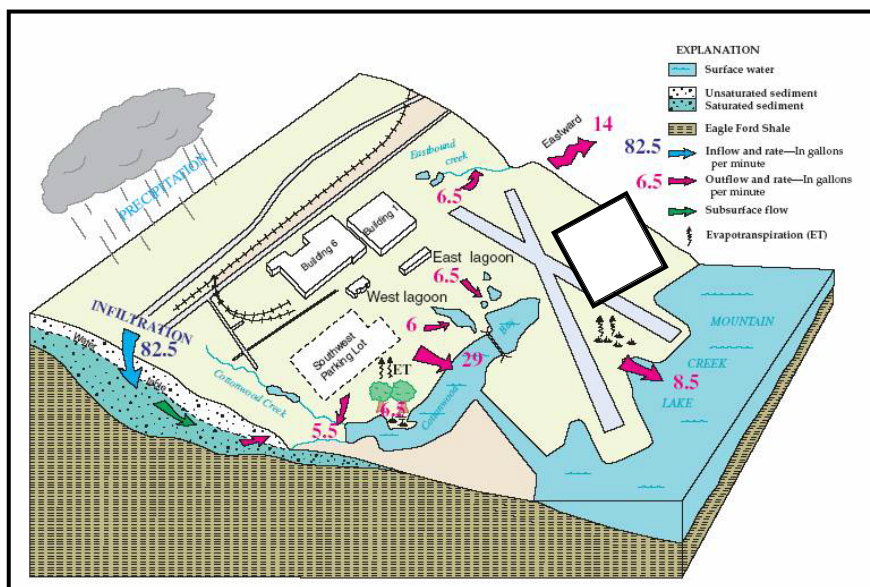 EXPLANATION
Surface water
Unsaturated sediment
Saturated sediment
Eagle Ford Shale
82.5
Inflow and rate—In gallons
per minute
6.5
Outflow and rate—In gallons
per minute
Subsurface flow
Evapotranspiration (ET)
PRECIPITATION
Eastward
14
Eastbound
creek
6.5
Building 1
Building 6
East lagoon
6.5
West lagoon
6
INFILTRATION
82.5
Water
table
Southwest
Parking Lot
ET
29
Bay
Cottonwood
Cottonwood Creek
6.5
5.5
MOUNTAIN
CREEK
LAKE
8.5